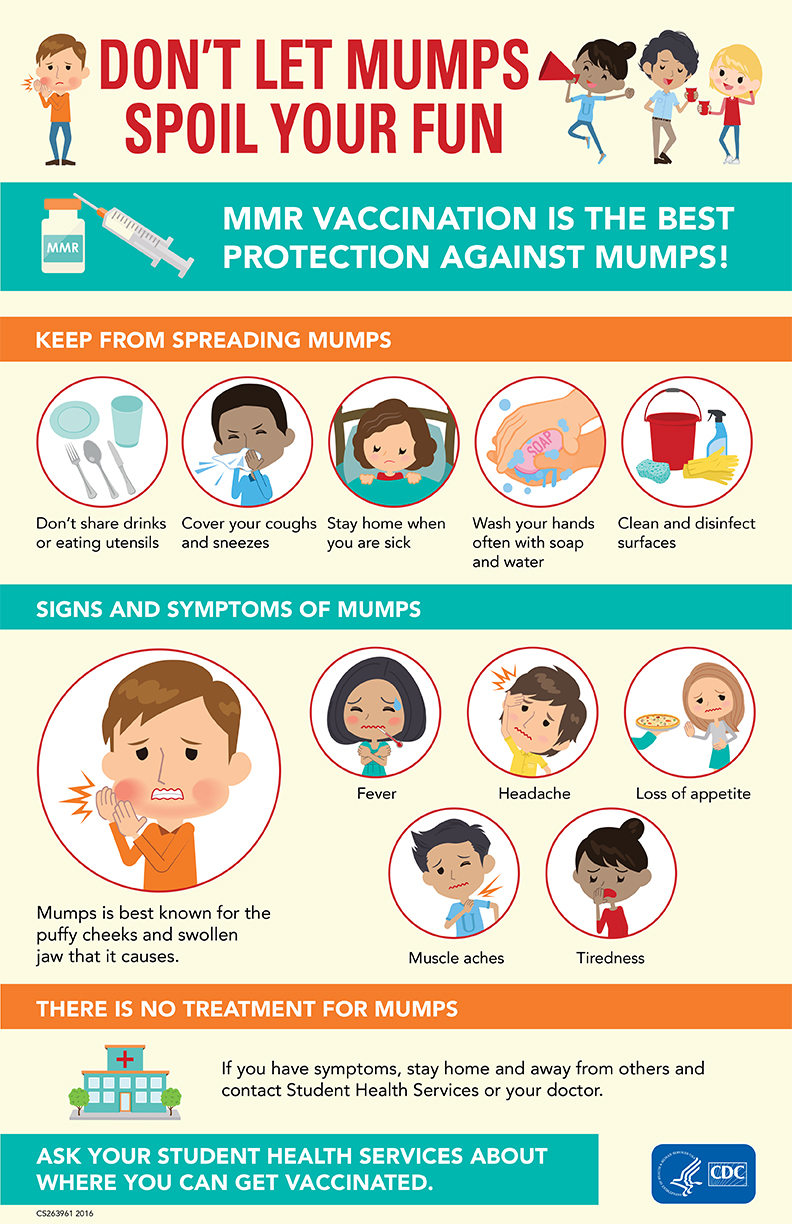 DON'T LET MUMPS
SPOIL YOUR FUN
MMR
MMR VACCINATION IS THE BEST
PROTECTION AGAINST MUMPS!
KEEP FROM SPREADING MUMPS
SOAP
Don't share drinks
or eating utensils
Cover your coughs
and sneezes
Stay home when
you are sick
Wash your hands
often with soap
and water
Clean and disinfect
surfaces
SIGNS AND SYMPTOMS OF MUMPS
Mumps is best known for the
puffy cheeks and swollen
jaw that it causes.
Fever
Headache
Loss of appetite
Muscle aches
Tiredness
THERE IS NO TREATMENT FOR MUMPS
If you have symptoms, stay home and away from others and
contact Student Health Services or your doctor.
ASK YOUR STUDENT HEALTH SERVICES ABOUT
WHERE YOU CAN GET VACCINATED.
CDC
CS263961 2016